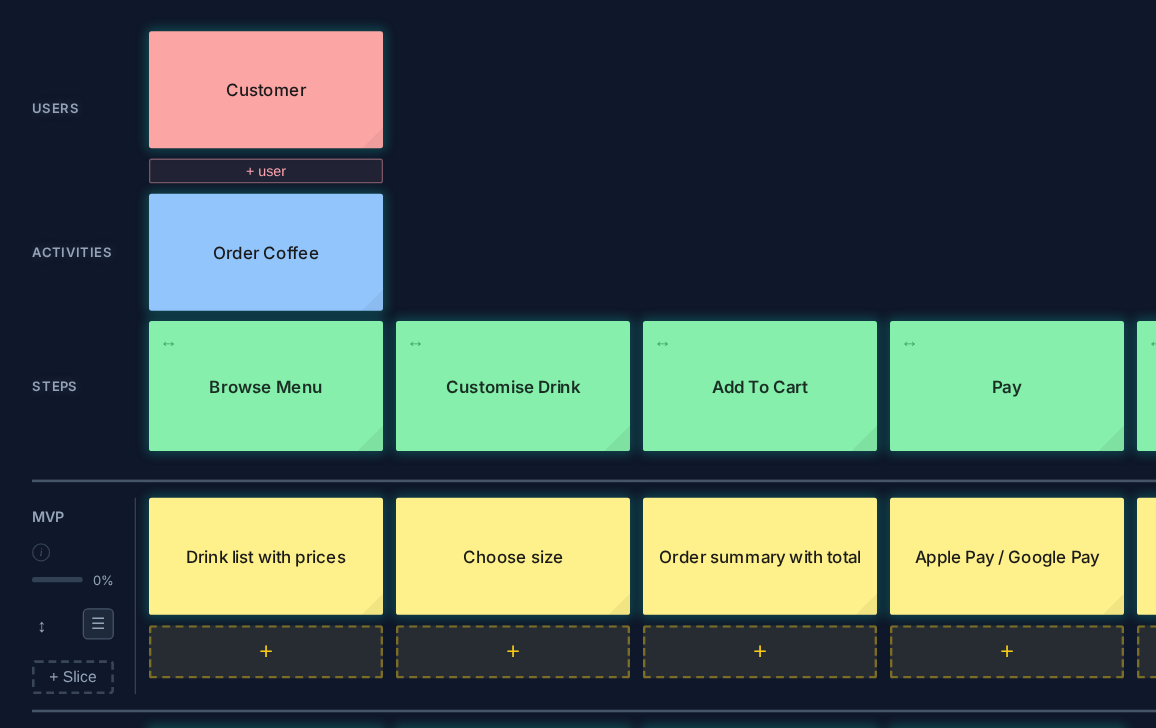 USERS
Customer
+ user
ACTIVITIES
Order Coffee
STEPS
Browse Menu
Customise Drink
Add To Cart
Pay
MVP
i
0%
+ Slice
Drink list with prices
Choose size
Order summary with total
Apple Pay / Google Pay
+
+
+
+